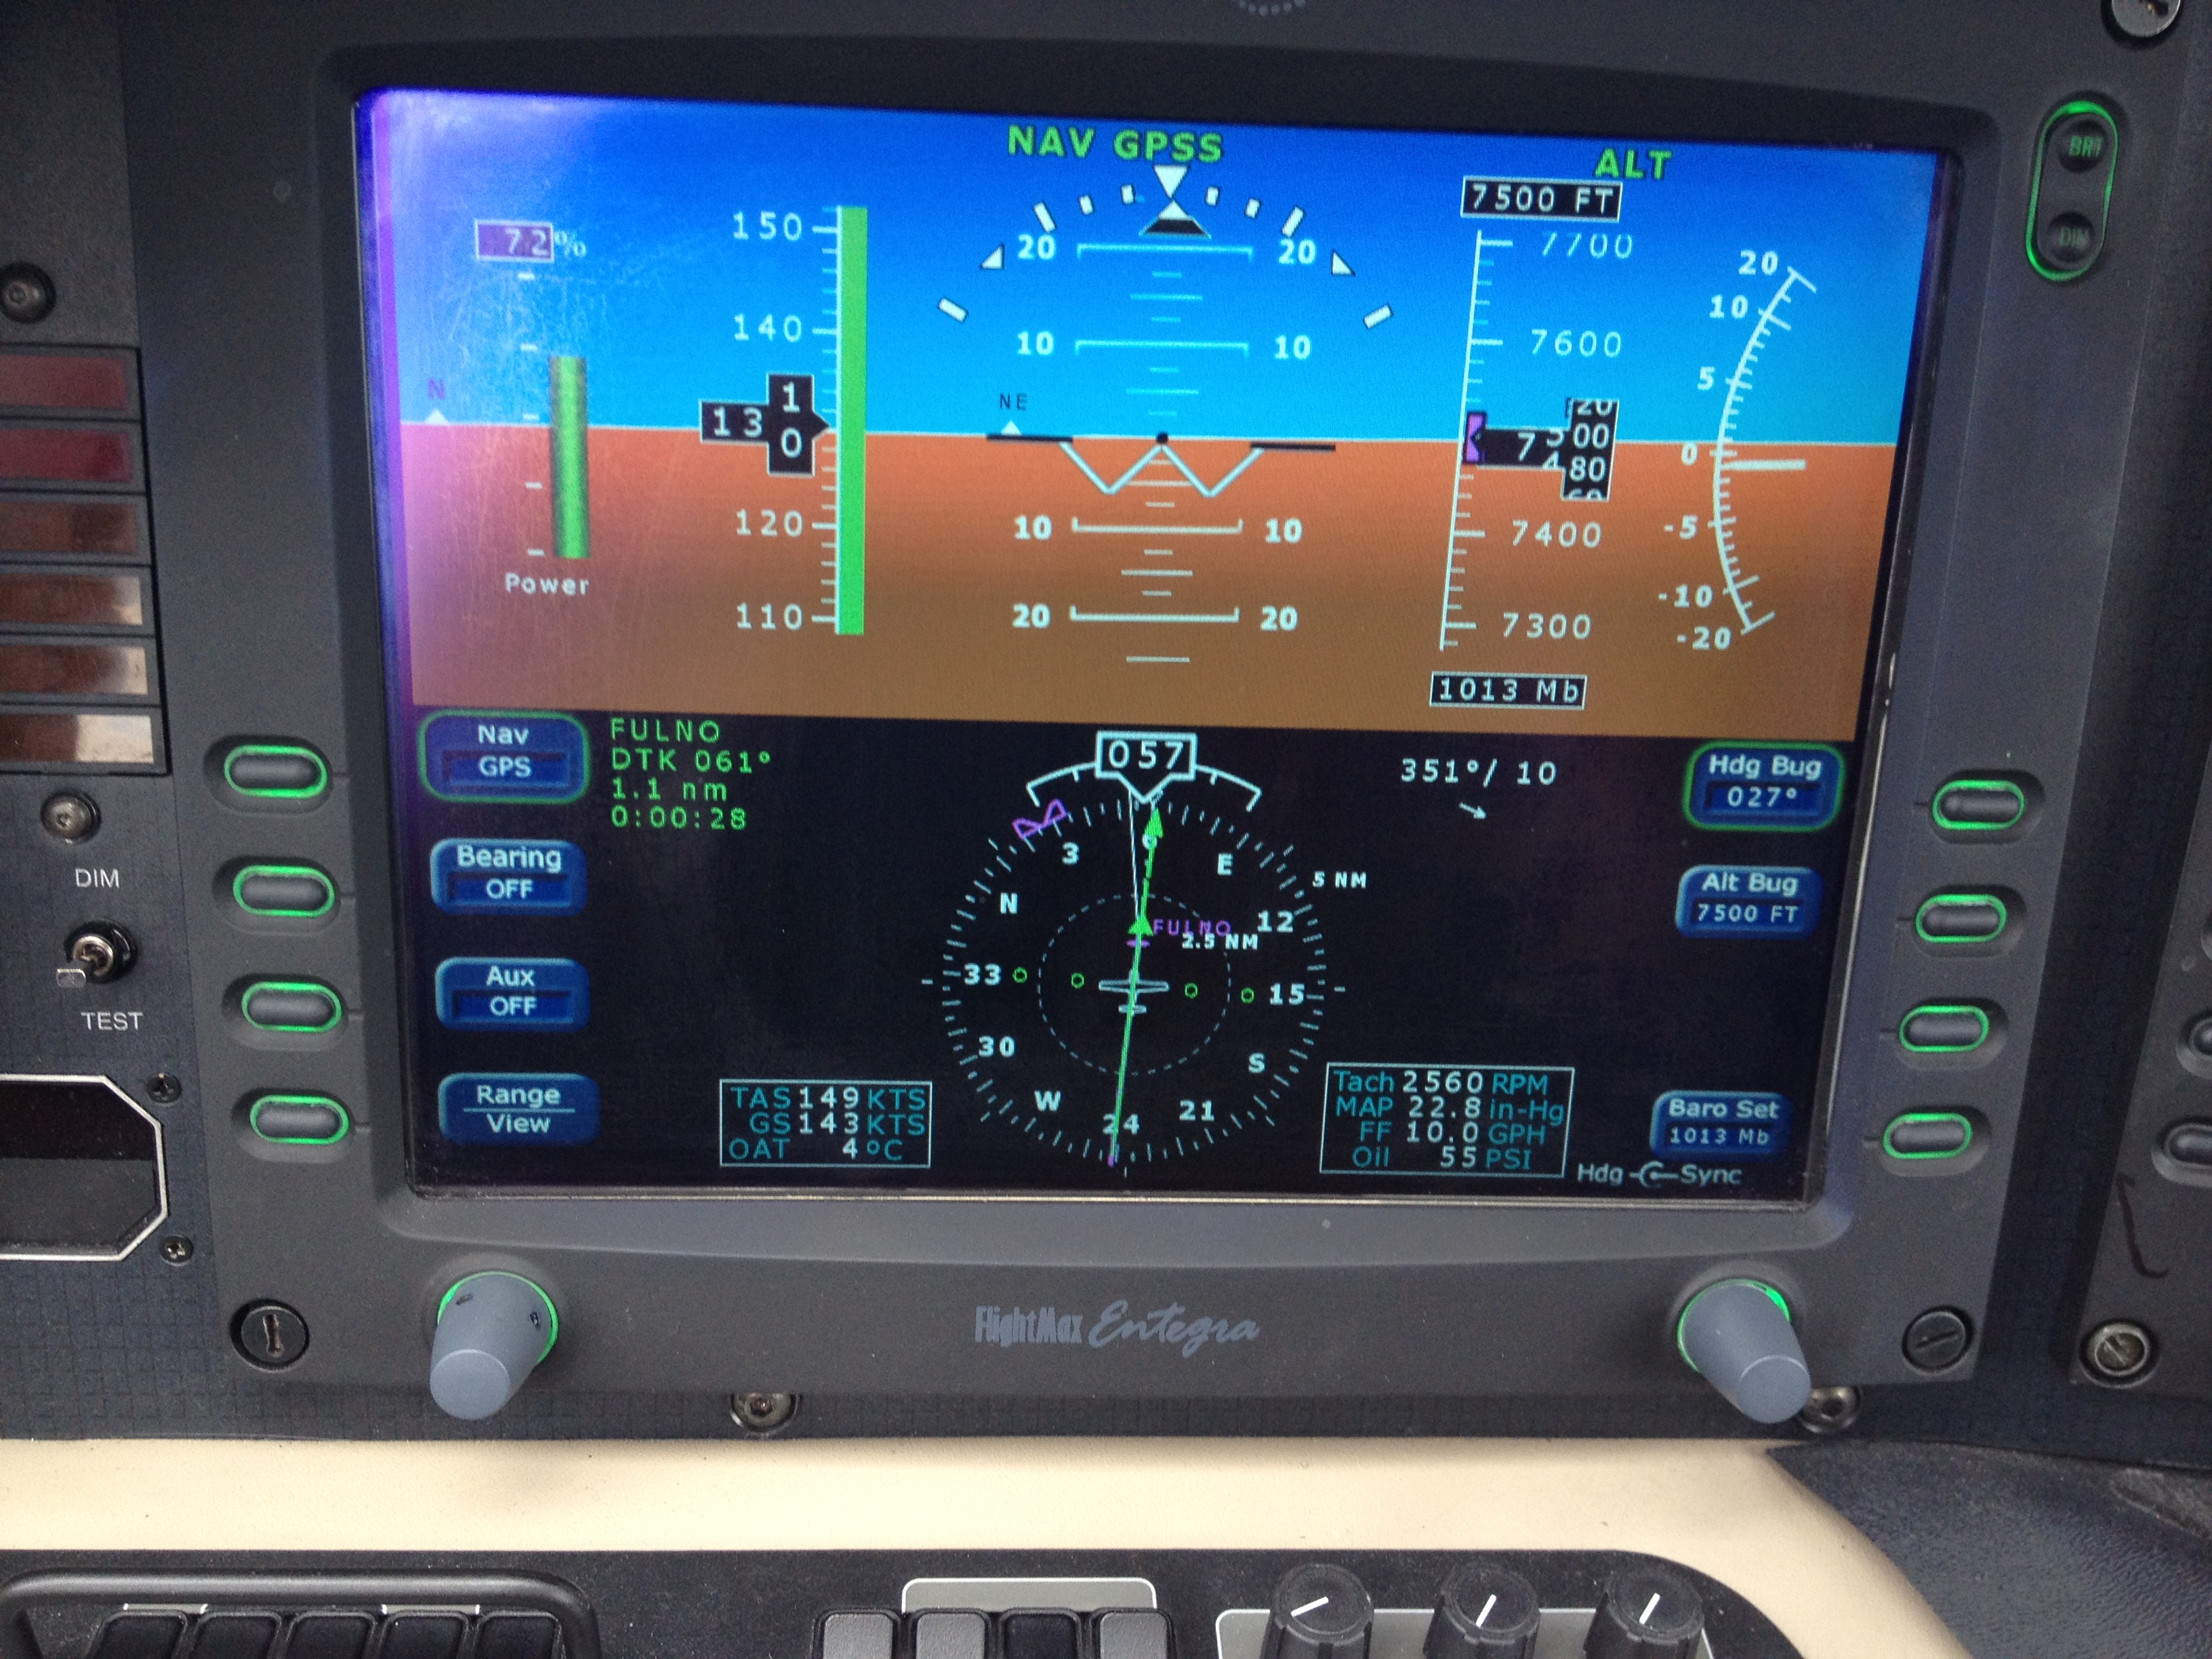 NAV GPSS
ALT
BRT
DIM
7500 FT
72%
150
140
13
1
0
120
110
Power
N
NE
20 20
10 10
10 10
20 20
7700
7600
7
5 00
4 80
20
7400
7300
1013 Mb
20
10
5
0
-5
-10
-20
Nav
GPS
FULNO
DTK 061°
1.1 nm
0:00:28
Bearing
OFF
Aux
OFF
Range
View
DIM
TEST
057
351°/ 10
3
6
E
N
12
33
15
30
S
W
24
21
FULNO
2.5 NM
5 NM
TAS 149 KTS
GS 143 KTS
OAT 4 °C
Tach 2560 RPM
MAP 22.8 in-Hg
FF 10.0 GPH
Oil 55 PSI
Hdg Bug
027°
Alt Bug
7500 FT
Baro Set
1013 Mb
Hdg Sync
FlightMax Entegra